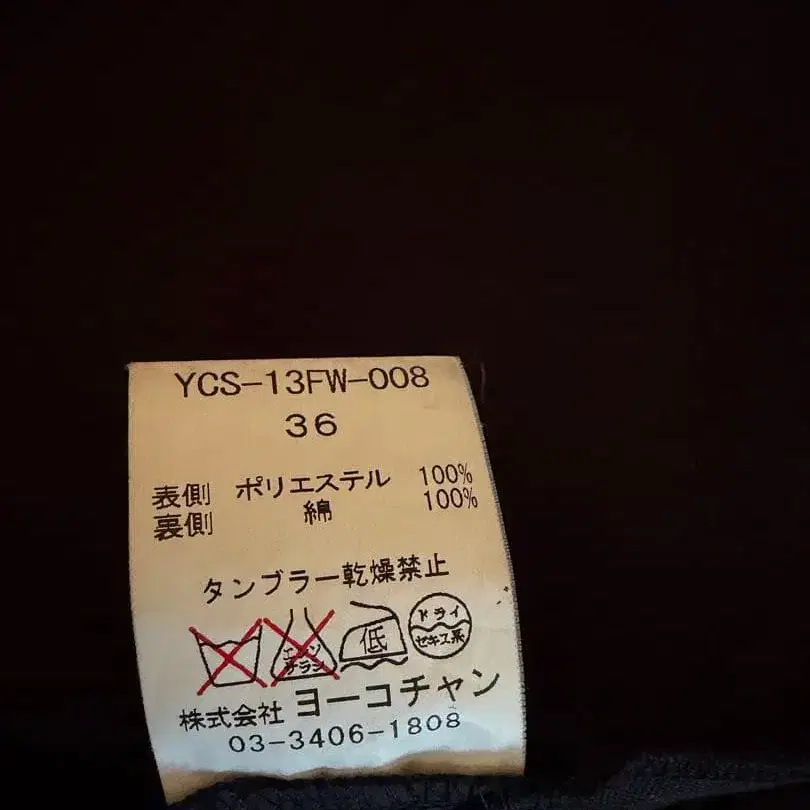 YCS-13FW-008
36
表側 ポリエステル 100%
裏側 綿 100%
タンブラー乾燥禁止
エンソ サラシ 低 ドライ セキユ系
株式会社 ヨーコチャン
03-3406-1808